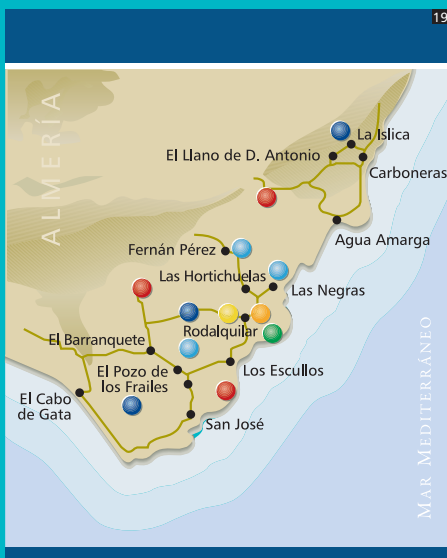 19
ALMERÍA
La Islica
El Llano de D. Antonio
Carboneras
Agua Amarga
Fernán Pérez
Las Hortichuelas
Las Negras
Rodalquilar
El Barranquete
El Pozo de
los Frailes
Los Escullos
El Cabo
de Gata
San José
MAR MEDITERRÁNEO